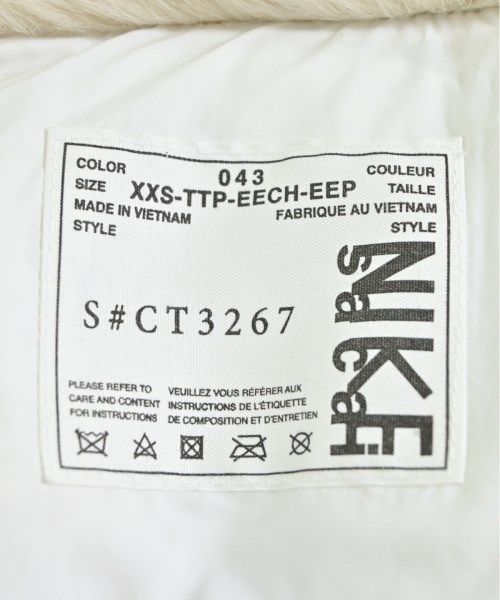 COLOR 043 COULEUR
SIZE XXS-TTP-EECH-EEP TAILLE
MADE IN VIETNAM FABRIQUE AU VIETNAM
STYLE STYLE
S#CT3267
NIKE
sacai
PLEASE REFER TO
CARE AND CONTENT
FOR INSTRUCTIONS
VEUILLEZ VOUS RÉFÉRER AUX
INSTRUCTIONS DE L'ÉTIQUETTE
DE COMPOSITION ET D'ENTRETIEN